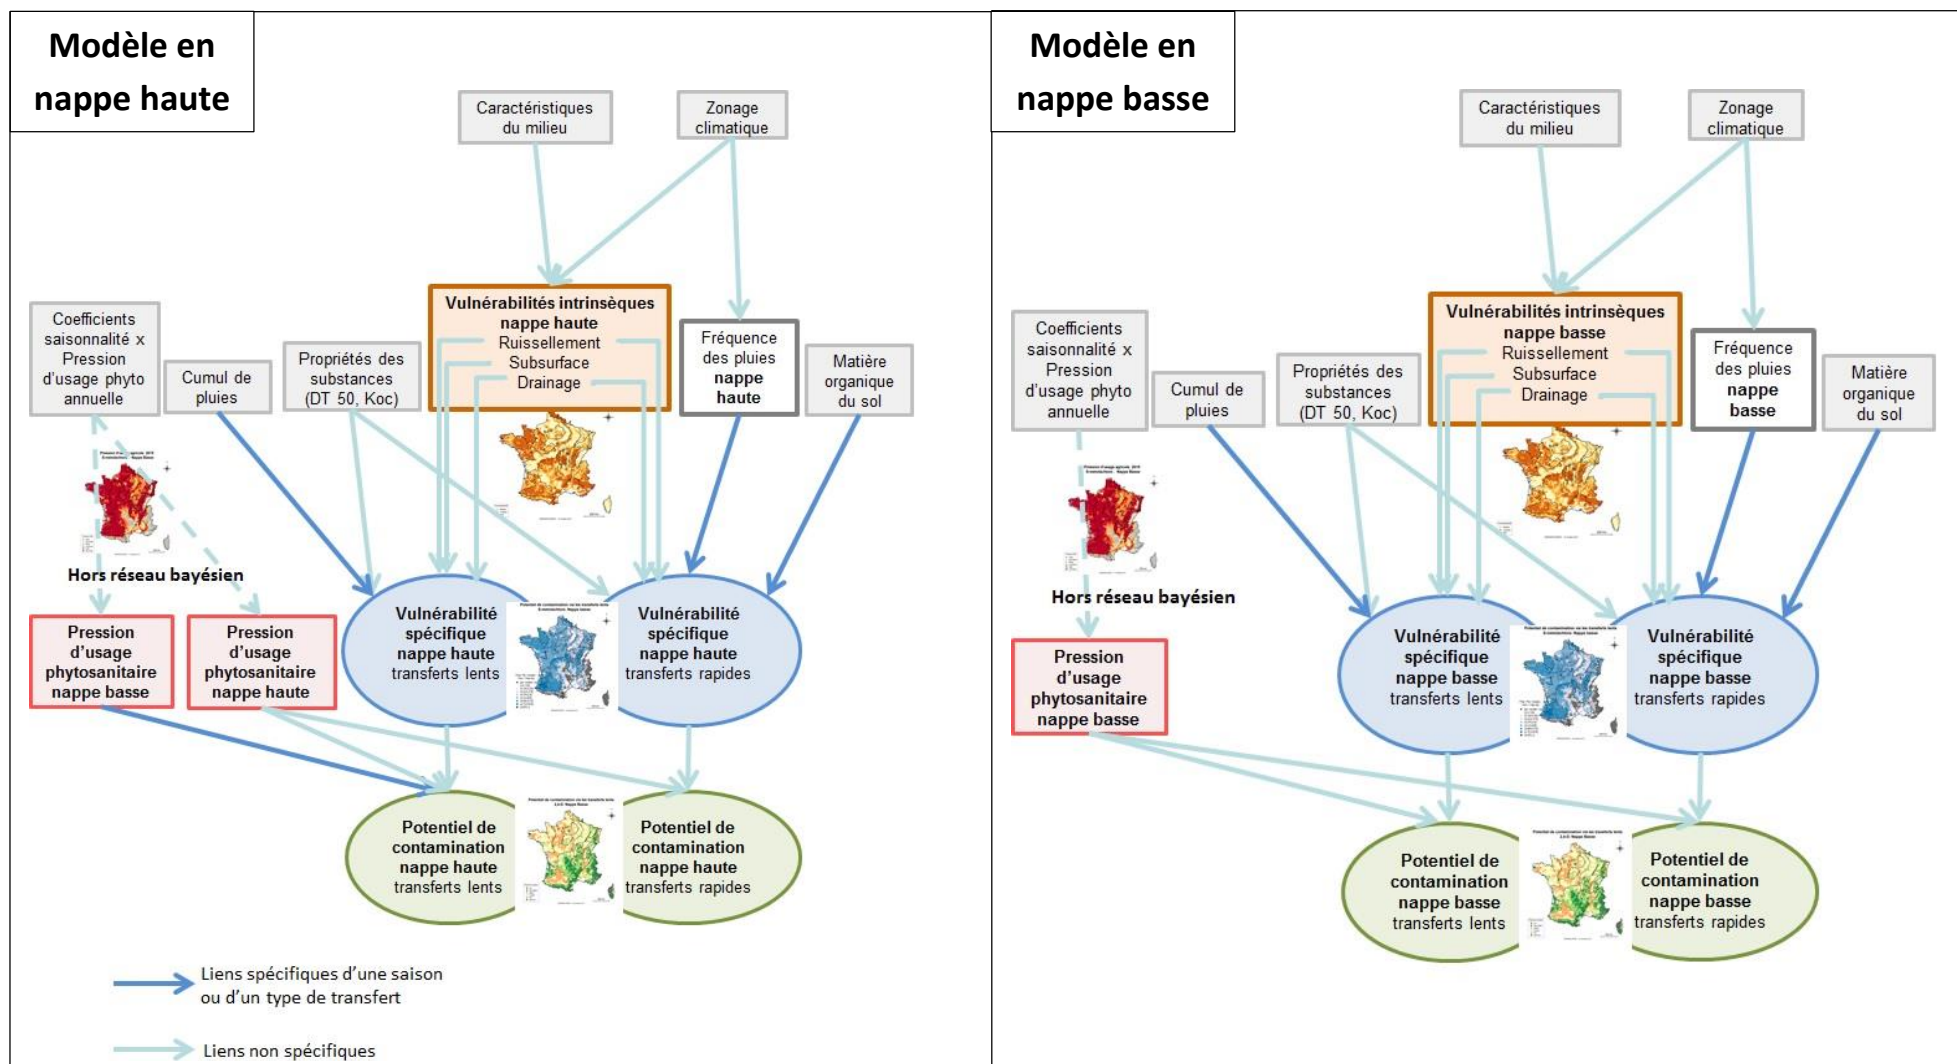 Modèle en
nappe haute
Caractéristiques
du milieu
Zonage
climatique
Vulnérabilités intrinsèques
nappe haute
Ruissellement
Subsurface
Drainage
Coefficients
saisonnalité x
Pression
d'usage phyto
annuelle
Cumul de
pluies
Propriétés des
substances
(DT 50, Koc)
Fréquence
des pluies
nappe
haute
Matière
organique
du sol
Hors réseau bayésien
Pression
d'usage
phytosanitaire
nappe basse
Pression
d'usage
phytosanitaire
nappe haute
Vulnérabilité
spécifique
nappe haute
transferts lents
Vulnérabilité
spécifique
nappe haute
transferts rapides
Potentiel de
contamination
nappe haute
transferts lents
Potentiel de
contamination
nappe haute
transferts rapides
Liens spécifiques d'une saison
ou d'un type de transfert
Liens non spécifiques
Modèle en
nappe basse
Caractéristiques
du milieu
Zonage
climatique
Vulnérabilités intrinsèques
nappe basse
Ruissellement
Subsurface
Drainage
Coefficients
saisonnalité x
Pression
d'usage phyto
annuelle
Cumul de
pluies
Propriétés des
substances
(DT 50, Koc)
Fréquence
des pluies
nappe
basse
Matière
organique
du sol
Hors réseau bayésien
Pression
d'usage
phytosanitaire
nappe basse
Vulnérabilité
spécifique
nappe basse
transferts lents
Vulnérabilité
spécifique
nappe basse
transferts rapides
Potentiel de
contamination
nappe basse
transferts lents
Potentiel de
contamination
nappe basse
transferts rapides